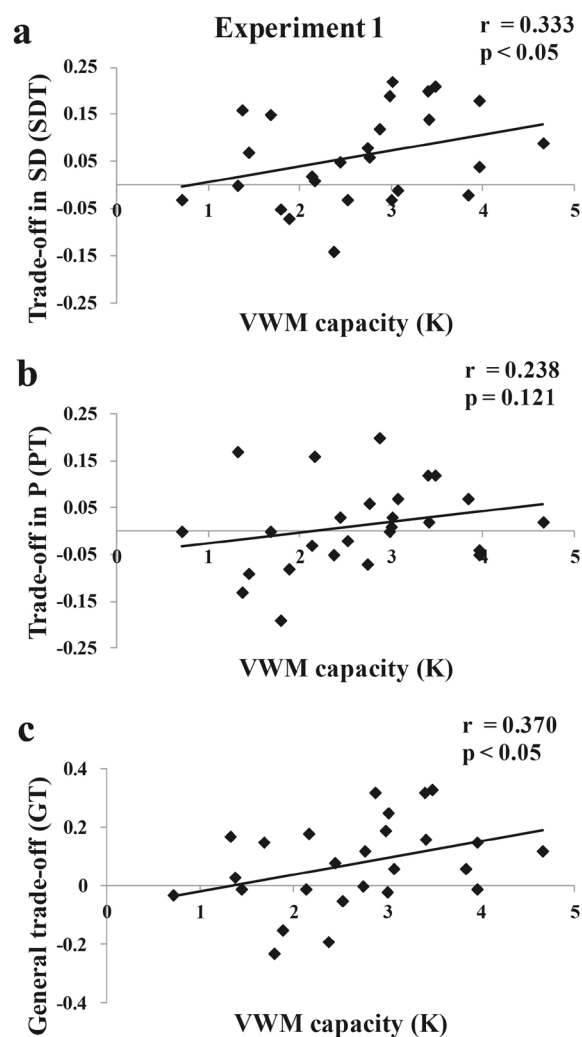 a
Experiment 1
r = 0.333
p < 0.05
Trade-off in SD (SDT)
0.25
0.15
0.05
-0.05
-0.15
-0.25
0 1 2 3 4 5
VWM capacity (K)
b
r = 0.238
p = 0.121
Trade-off in P (PT)
0.25
0.15
0.05
-0.05
-0.15
-0.25
0 1 2 3 4 5
VWM capacity (K)
c
r = 0.370
p < 0.05
General trade-off (GT)
0.4
0.2
0
-0.2
-0.4
0 1 2 3 4 5
VWM capacity (K)